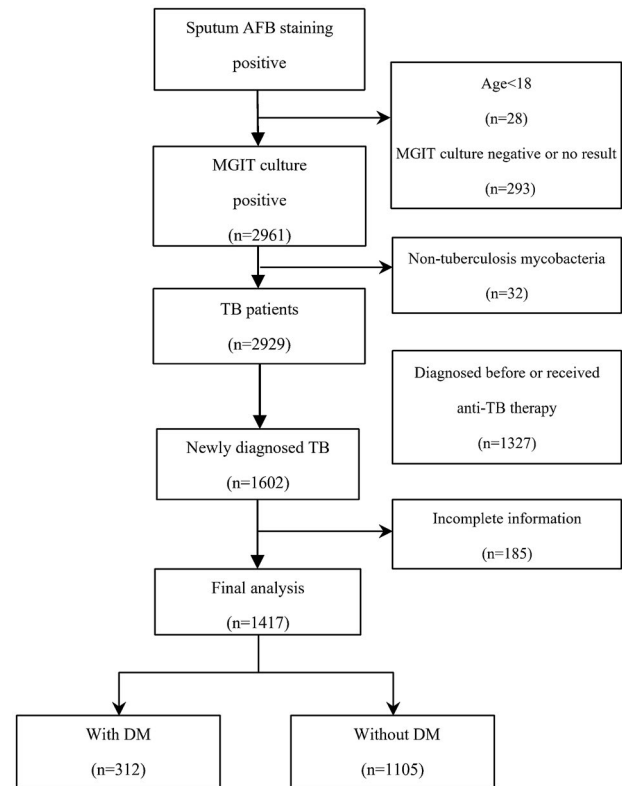 Sputum AFB staining
positive
Age<18
(n=28)
MGIT culture negative or no result
(n=293)
MGIT culture
positive
(n=2961)
Non-tuberculosis mycobacteria
(n=32)
TB patients
(n=2929)
Diagnosed before or received
anti-TB therapy
(n=1327)
Newly diagnosed TB
(n=1602)
Incomplete information
(n=185)
Final analysis
(n=1417)
With DM
(n=312)
Without DM
(n=1105)